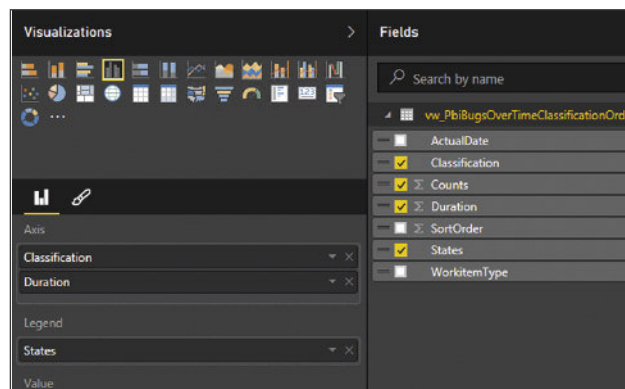 Visualizations
Fields
Search by name
vw_PbiBugsOverTimeClassificationOrd
ActualDate
Classification
Σ Counts
Σ Duration
Σ SortOrder
States
WorkitemType
Axis
Classification
Duration
Legend
States
Value